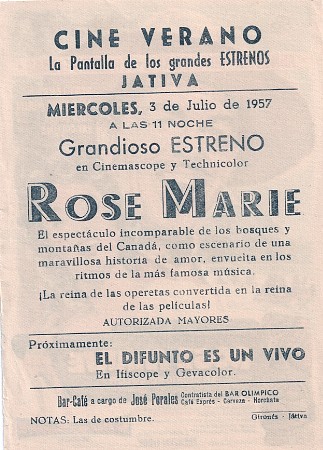 CINE VERANO
La Pantalla de los grandes ESTRENOS
JATIVA
MIERCOLES, 3 de Julio de 1957
A LAS 11 NOCHE
Grandioso ESTRENO
en Cinemascope y Technicolor
ROSE MARIE
El espectáculo incomparable de los bosques y
montañas del Canadá, como escenario de una
maravillosa historia de amor, envuelta en los
ritmos de la más famosa música.
¡La reina de las operetas convertida en la reina
de las películas!
AUTORIZADA MAYORES
Próximamente:
EL DIFUNTO ES UN VIVO
En Ifiscope y Gevacolor.
Bar-Café a cargo de José Perales Contratista del BAR OLIMPICO
Café Exprés - Cerveza - Horchata
NOTAS: Las de costumbre.
Gironés - Játiva